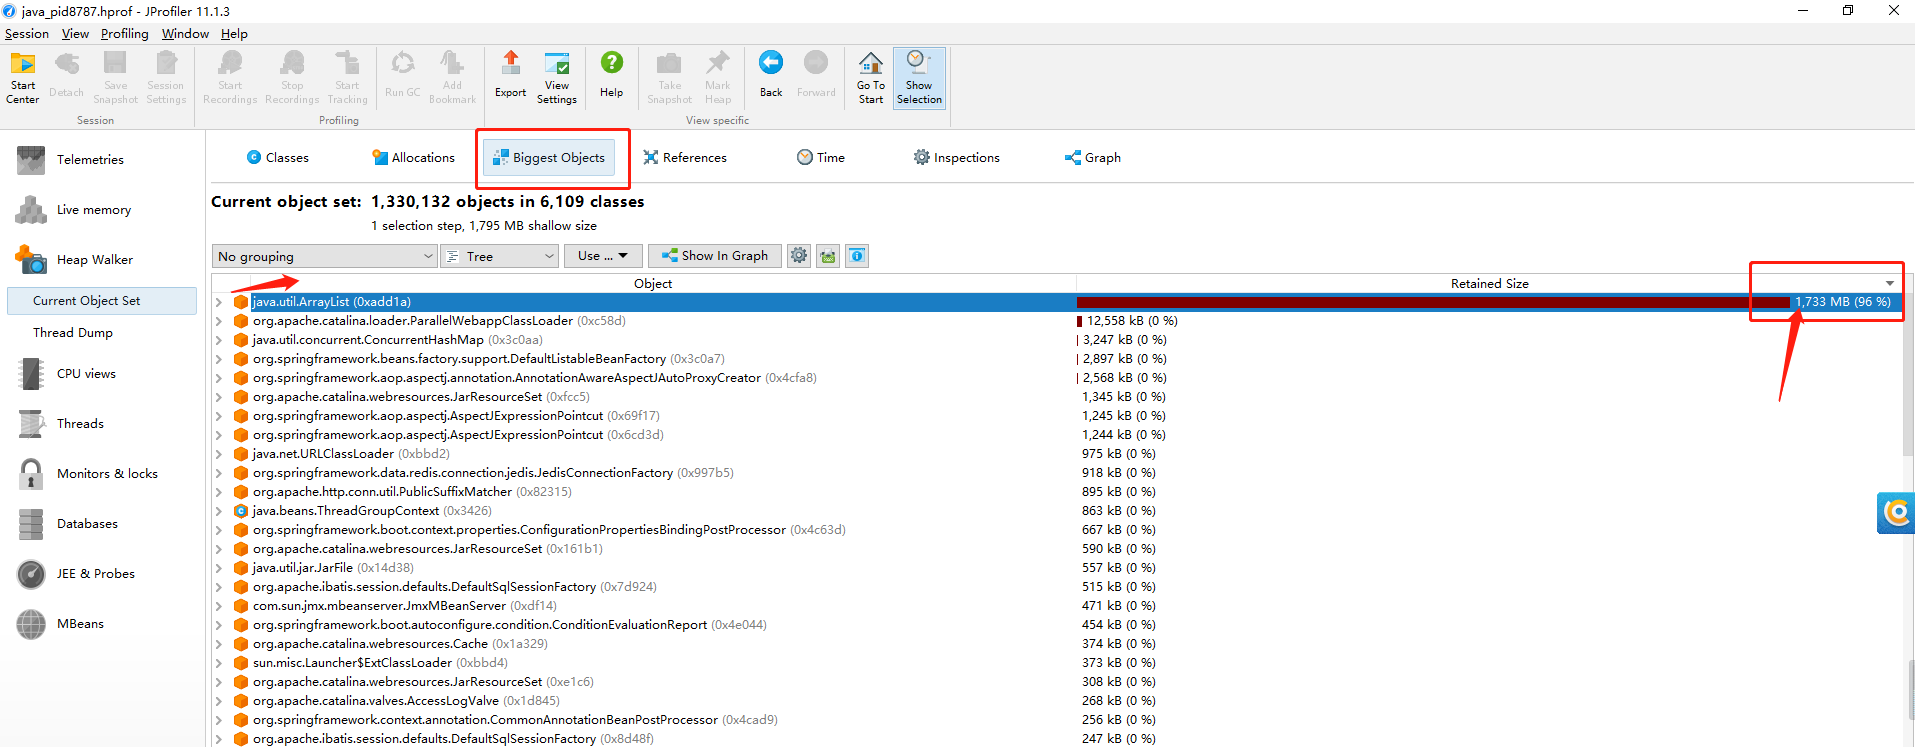 java_pid8787.hprof - JProfiler 11.1.3
Session View Profiling Window Help
Start Center
Detach
Save Snapshot
Session Settings
Start Recordings
Stop Recordings
Start Tracking
Run GC
Add Bookmark
Export
View Settings
Help
Take Snapshot
Mark Heap
Back
Forward
Go To Start
Show Selection
Session
Profiling
View specific
Telemetries
Live memory
Heap Walker
Current Object Set
Thread Dump
CPU views
Threads
Monitors & locks
Databases
JEE & Probes
MBeans
Classes Allocations Biggest Objects References Time Inspections Graph
Current object set: 1,330,132 objects in 6,109 classes
1 selection step, 1,795 MB shallow size
No grouping Tree Use ... Show In Graph
Object Retained Size
java.util.ArrayList (0xadd1a) 1,733 MB (96 %)
org.apache.catalina.loader.ParallelWebappClassLoader (0xc58d) 12,558 kB (0 %)
java.util.concurrent.ConcurrentHashMap (0x3c0aa) 3,247 kB (0 %)
org.springframework.beans.factory.support.DefaultListableBeanFactory (0x3c0a7) 2,897 kB (0 %)
org.springframework.aop.aspectj.annotation.AnnotationAwareAspectJAutoProxyCreator (0x4cfa8) 2,568 kB (0 %)
org.apache.catalina.webresources.JarResourceSet (0xfcc5) 1,345 kB (0 %)
org.springframework.aop.aspectj.AspectJExpressionPointcut (0x69f17) 1,245 kB (0 %)
org.springframework.aop.aspectj.AspectJExpressionPointcut (0x6cd3d) 1,244 kB (0 %)
java.net.URLClassLoader (0xbbd2) 975 kB (0 %)
org.springframework.data.redis.connection.jedis.JedisConnectionFactory (0x997b5) 918 kB (0 %)
org.apache.http.conn.util.PublicSuffixMatcher (0x82315) 895 kB (0 %)
java.beans.ThreadGroupContext (0x3426) 863 kB (0 %)
org.springframework.boot.context.properties.ConfigurationPropertiesBindingPostProcessor (0x4c63d) 667 kB (0 %)
org.apache.catalina.webresources.JarResourceSet (0x161b1) 590 kB (0 %)
java.util.jar.JarFile (0x14d38) 557 kB (0 %)
org.apache.ibatis.session.defaults.DefaultSqlSessionFactory (0x7d924) 515 kB (0 %)
com.sun.jmx.mbeanserver.JmxMBeanServer (0xdf14) 471 kB (0 %)
org.springframework.boot.autoconfigure.condition.ConditionEvaluationReport (0x4e044) 454 kB (0 %)
org.apache.catalina.webresources.Cache (0x1a329) 374 kB (0 %)
sun.misc.Launcher$ExtClassLoader (0xbbd4) 373 kB (0 %)
org.apache.catalina.webresources.JarResourceSet (0xe1c6) 308 kB (0 %)
org.apache.catalina.valves.AccessLogValve (0x1d845) 268 kB (0 %)
org.springframework.context.annotation.CommonAnnotationBeanPostProcessor (0x4cad9) 256 kB (0 %)
org.apache.ibatis.session.defaults.DefaultSqlSessionFactory (0x8d48f) 247 kB (0 %)